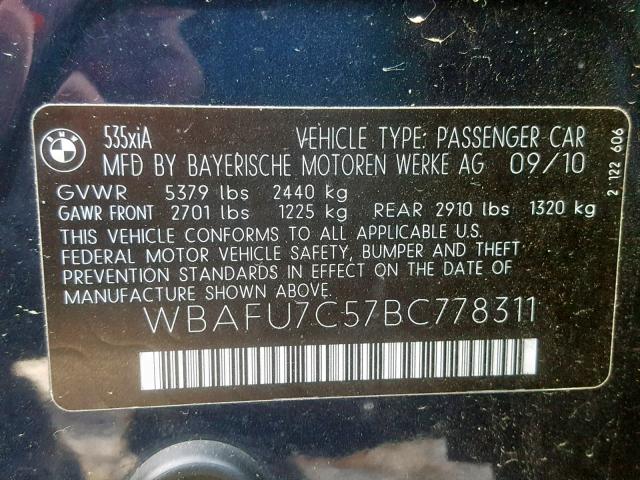 BMW
535xiA VEHICLE TYPE: PASSENGER CAR
MFD BY BAYERISCHE MOTOREN WERKE AG 09/10
GVWR 5379 lbs 2440 kg
GAWR FRONT 2701 lbs 1225 kg REAR 2910 lbs 1320 kg
THIS VEHICLE CONFORMS TO ALL APPLICABLE U.S.
FEDERAL MOTOR VEHICLE SAFETY, BUMPER AND THEFT
PREVENTION STANDARDS IN EFFECT ON THE DATE OF
MANUFACTURE SHOWN ABOVE.
WBAFU7C57BC778311
2 122 606